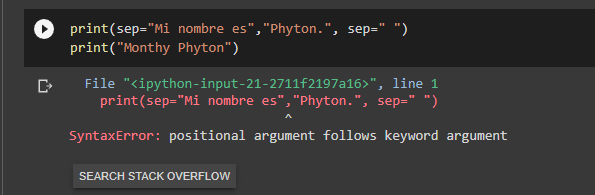 print(sep="Mi nombre es","Phyton.", sep=" ")
print("Monthy Phyton")
File "<ipython-input-21-2711f2197a16>", line 1
print(sep="Mi nombre es","Phyton.", sep=" ")
^
SyntaxError: positional argument follows keyword argument
SEARCH STACK OVERFLOW